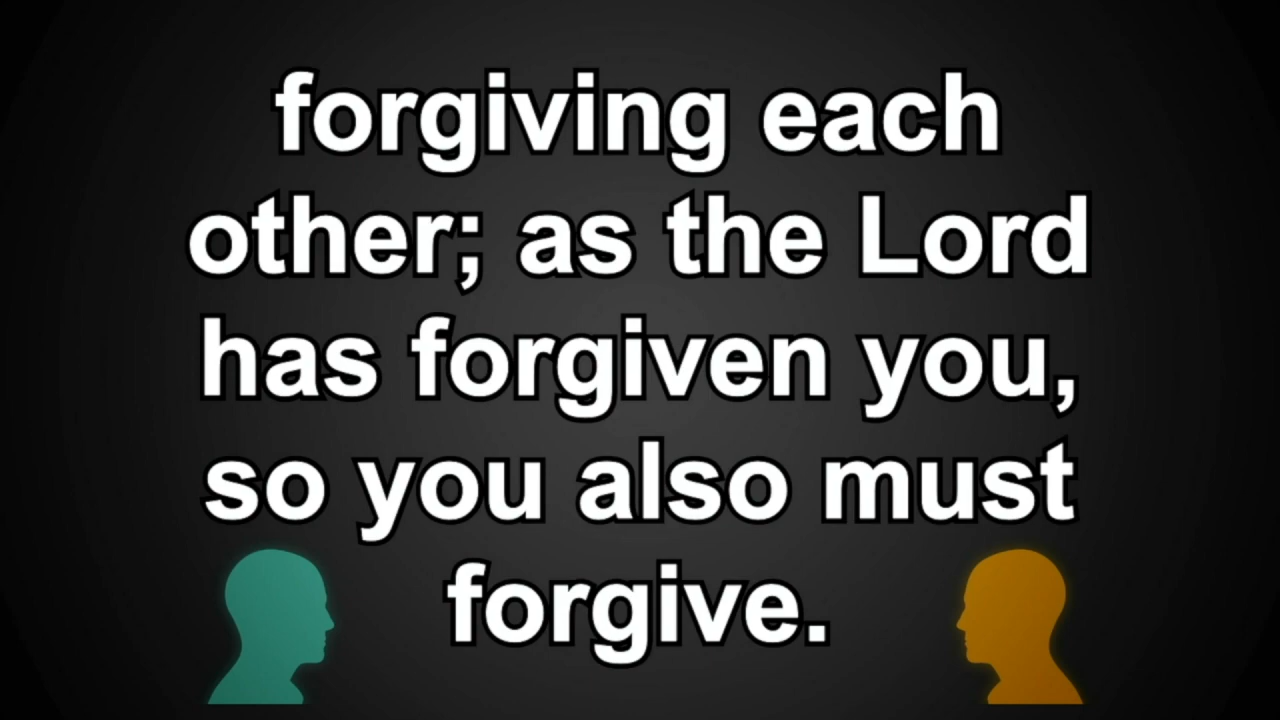 forgiving each
other; as the Lord
has forgiven you,
so you also must
forgive.